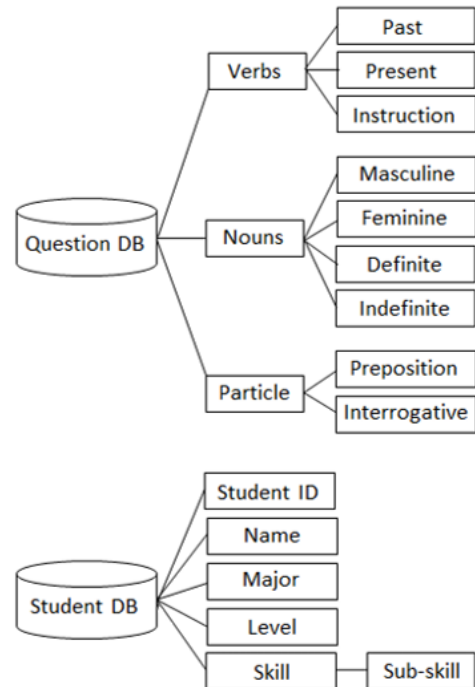 Past
Verbs
Present
Instruction
Masculine
Feminine
Question DB
Nouns
Definite
Indefinite
Preposition
Particle
Interrogative
Student ID
Name
Major
Student DB
Level
Skill
Sub-skill